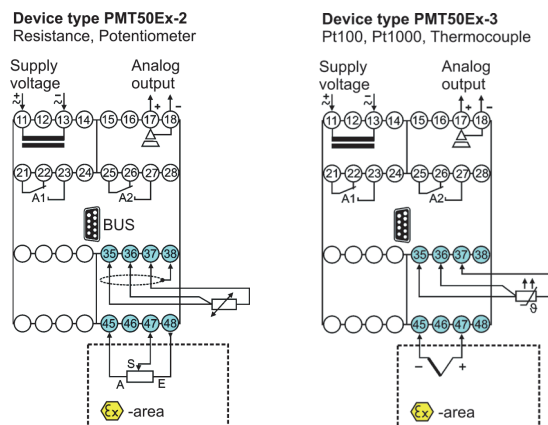 Device type PMT50Ex-2
Resistance, Potentiometer
Supply voltage
Analog output
+ ~ − ~ + −
11 12 13 14 15 16 17 18
21 22 23 24 25 26 27 28
A1 A2
BUS
35 36 37 38
45 46 47 48
S
A E
Ex -area
Device type PMT50Ex-3
Pt100, Pt1000, Thermocouple
Supply voltage
Analog output
+ ~ − ~ + −
11 12 13 14 15 16 17 18
21 22 23 24 25 26 27 28
A1 A2
35 36 37 38
ϑ
45 46 47 48
− +
Ex -area